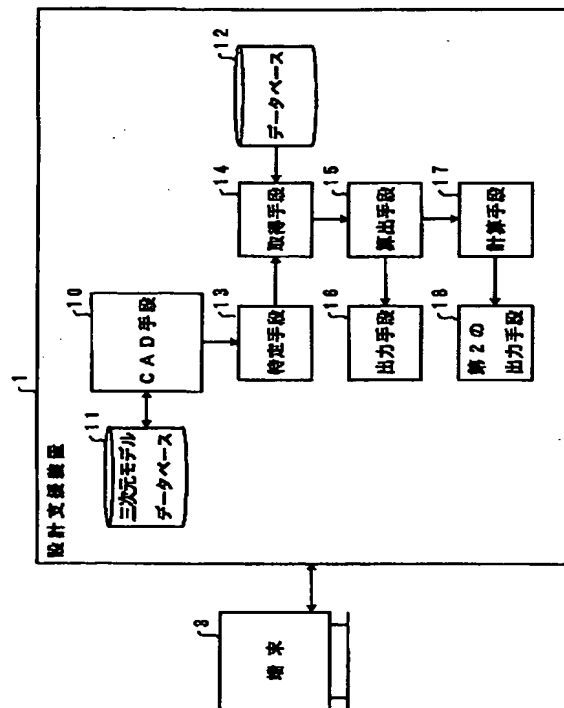 1
設計支援装置
10
CAD手段
11
三次元モデル
データベース
12
データベース
13
特定手段
14
取得手段
15
算出手段
16
出力手段
17
計算手段
18
第2の
出力手段
3
端末